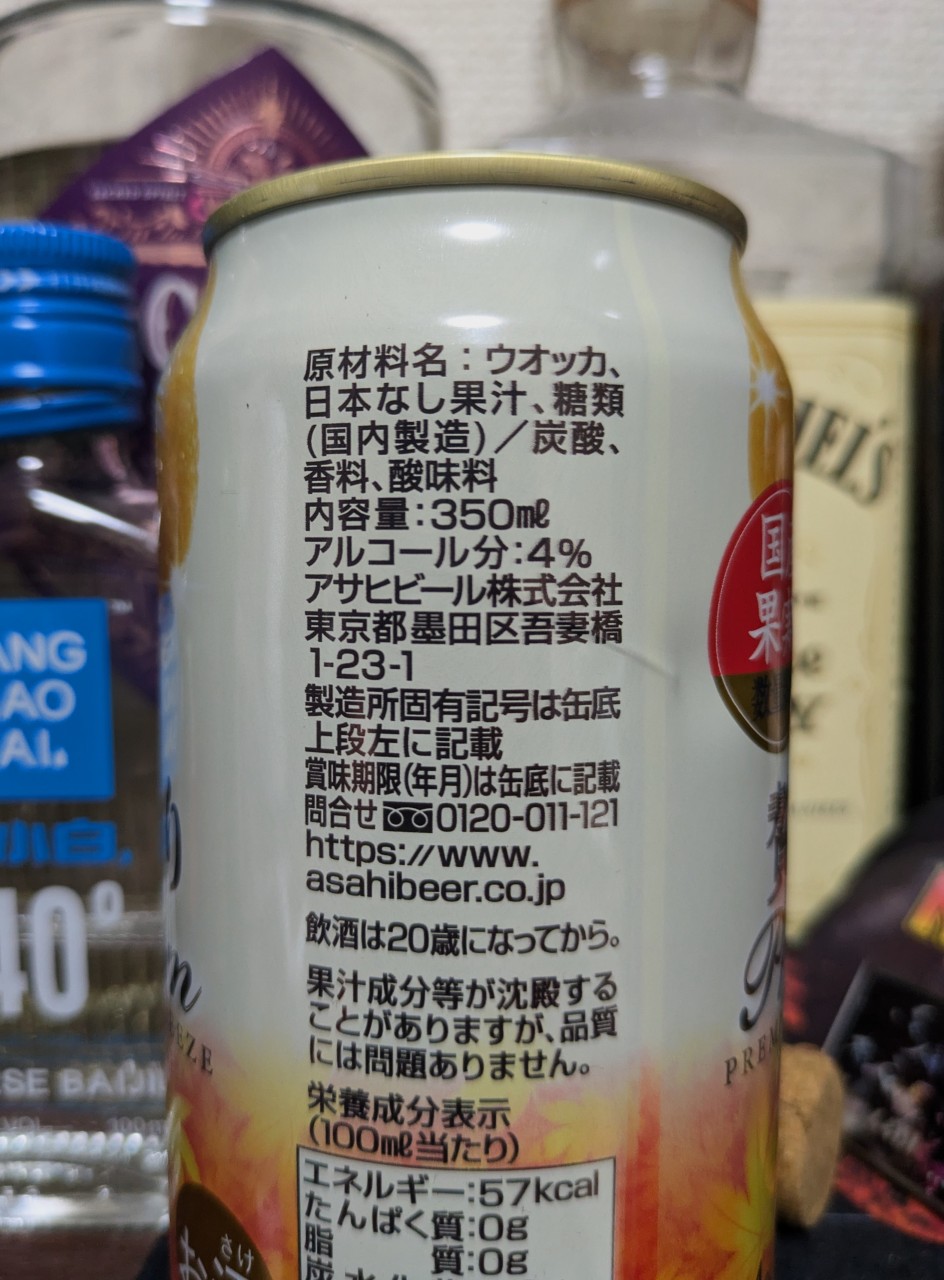 原材料名：ウオッカ、
日本なし果汁、糖類
(国内製造)／炭酸、
香料、酸味料
内容量：350㎖
アルコール分：4%
アサヒビール株式会社
東京都墨田区吾妻橋
1-23-1
製造所固有記号は缶底
上段左に記載
賞味期限(年月)は缶底に記載
問合せ 0120-011-121
https://www.
asahibeer.co.jp
飲酒は20歳になってから。
果汁成分等が沈殿する
ことがありますが、品質
には問題ありません。
栄養成分表示
(100㎖当たり)
エネルギー：57kcal
たんぱく質：0g
脂質：0g
小白
40°